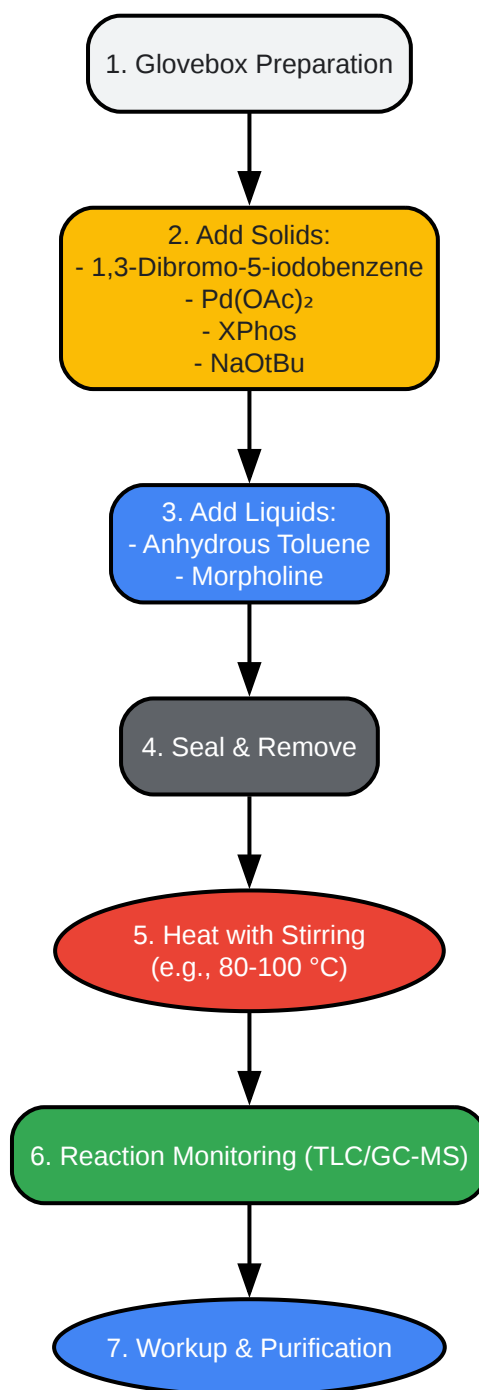 1. Glovebox Preparation
2. Add Solids:
- 1,3-Dibromo-5-iodobenzene
- Pd(OAc)₂
- XPhos
- NaOtBu
3. Add Liquids:
- Anhydrous Toluene
- Morpholine
4. Seal & Remove
5. Heat with Stirring
(e.g., 80-100 °C)
6. Reaction Monitoring (TLC/GC-MS)
7. Workup & Purification